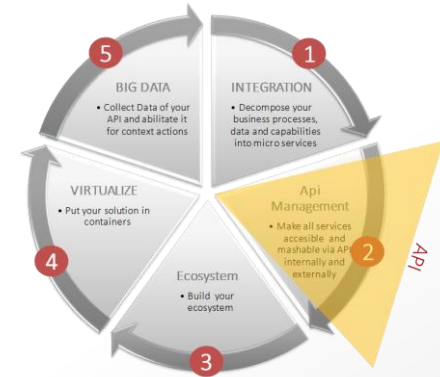 5
1
BIG DATA
• Collect Data of your
API and abilitate it
for context actions
INTEGRATION
• Decompose your
business processes,
data and capabilities
into micro services
VIRTUALIZE
• Put your solution in
containers
Api
Management
• Make all services
accesible and
mashable via API
internally and
externally
API
2
4
Ecosystem
• Build your
ecosystem
3